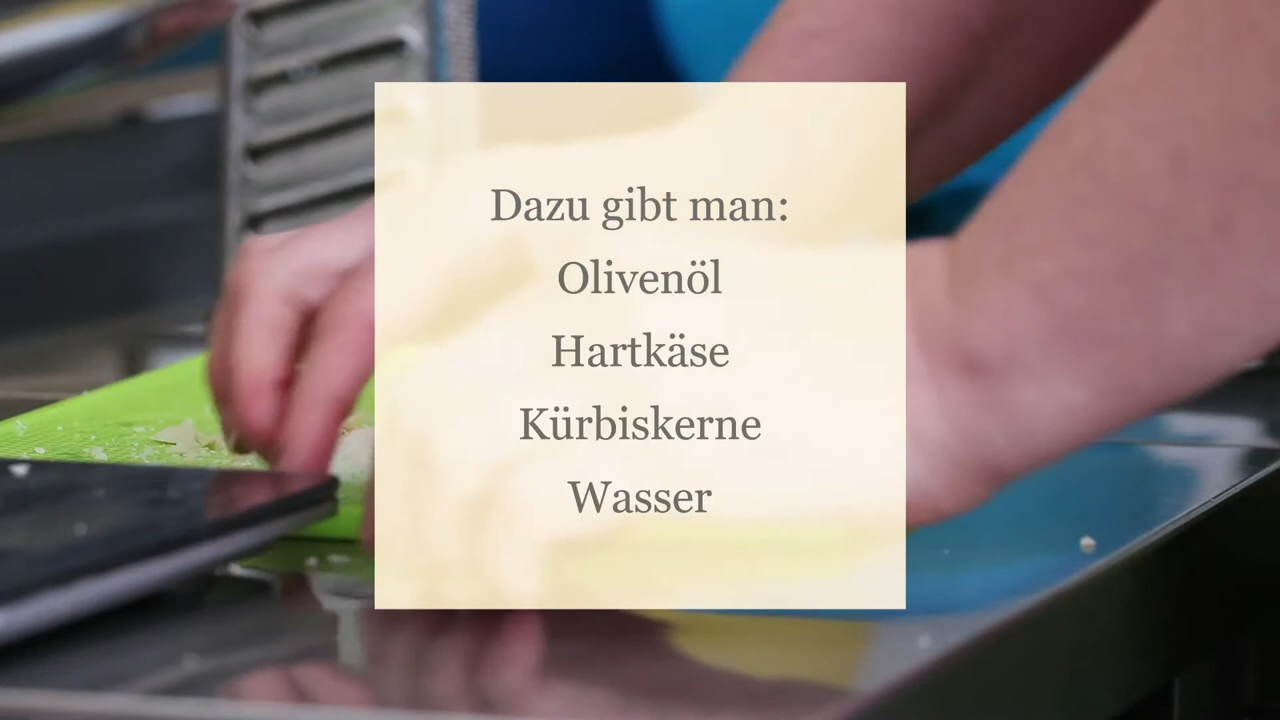 Dazu gibt man:
Olivenöl
Hartkäse
Kürbiskerne
Wasser